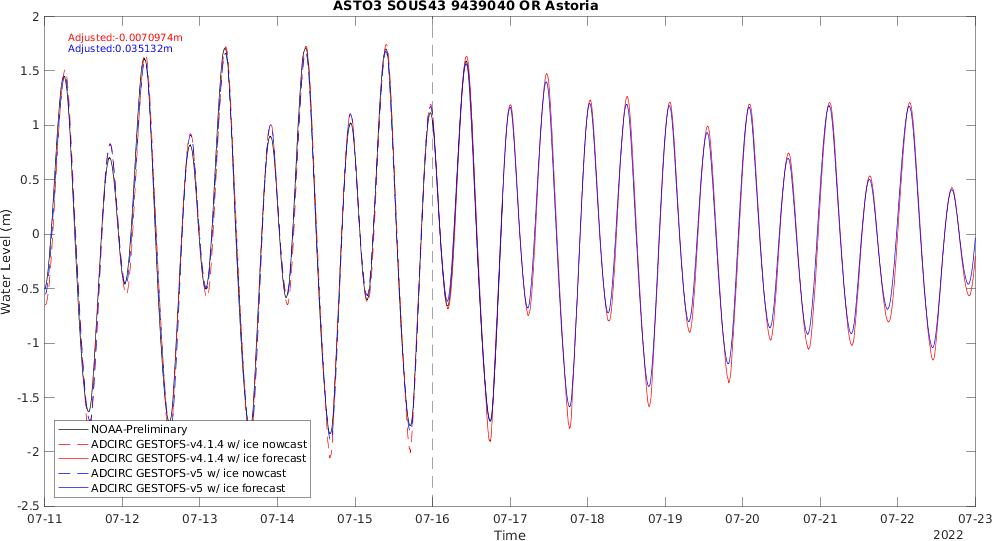 ASTO3 SOUS43 9439040 OR Astoria
Adjusted:-0.0070974m
Adjusted:0.035132m
2
1.5
1
0.5
0
-0.5
-1
-1.5
-2
-2.5
Water Level (m)
NOAA-Preliminary
ADCIRC GESTOFS-v4.1.4 w/ ice nowcast
ADCIRC GESTOFS-v4.1.4 w/ ice forecast
ADCIRC GESTOFS-v5 w/ ice nowcast
ADCIRC GESTOFS-v5 w/ ice forecast
07-11 07-12 07-13 07-14 07-15 07-16 07-17 07-18 07-19 07-20 07-21 07-22 07-23
Time
2022